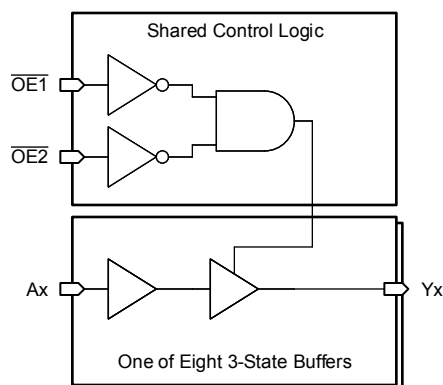 Shared Control Logic
OE1
OE2
Ax
Yx
One of Eight 3-State Buffers